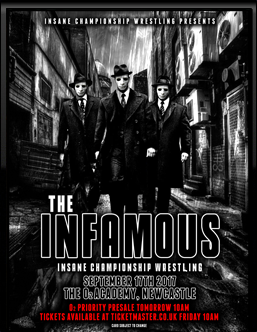 INSANE CHAMPIONSHIP WRESTLING PRESENTS
THE
INFAMOUS
INSANE CHAMPIONSHIP WRESTLING
SEPTEMBER 17TH 2017
THE O2 ACADEMY, NEWCASTLE
O2 PRIORITY PRESALE TOMORROW 10AM
TICKETS AVAILABLE AT TICKETMASTER.CO.UK FRIDAY 10AM
CARD SUBJECT TO CHANGE